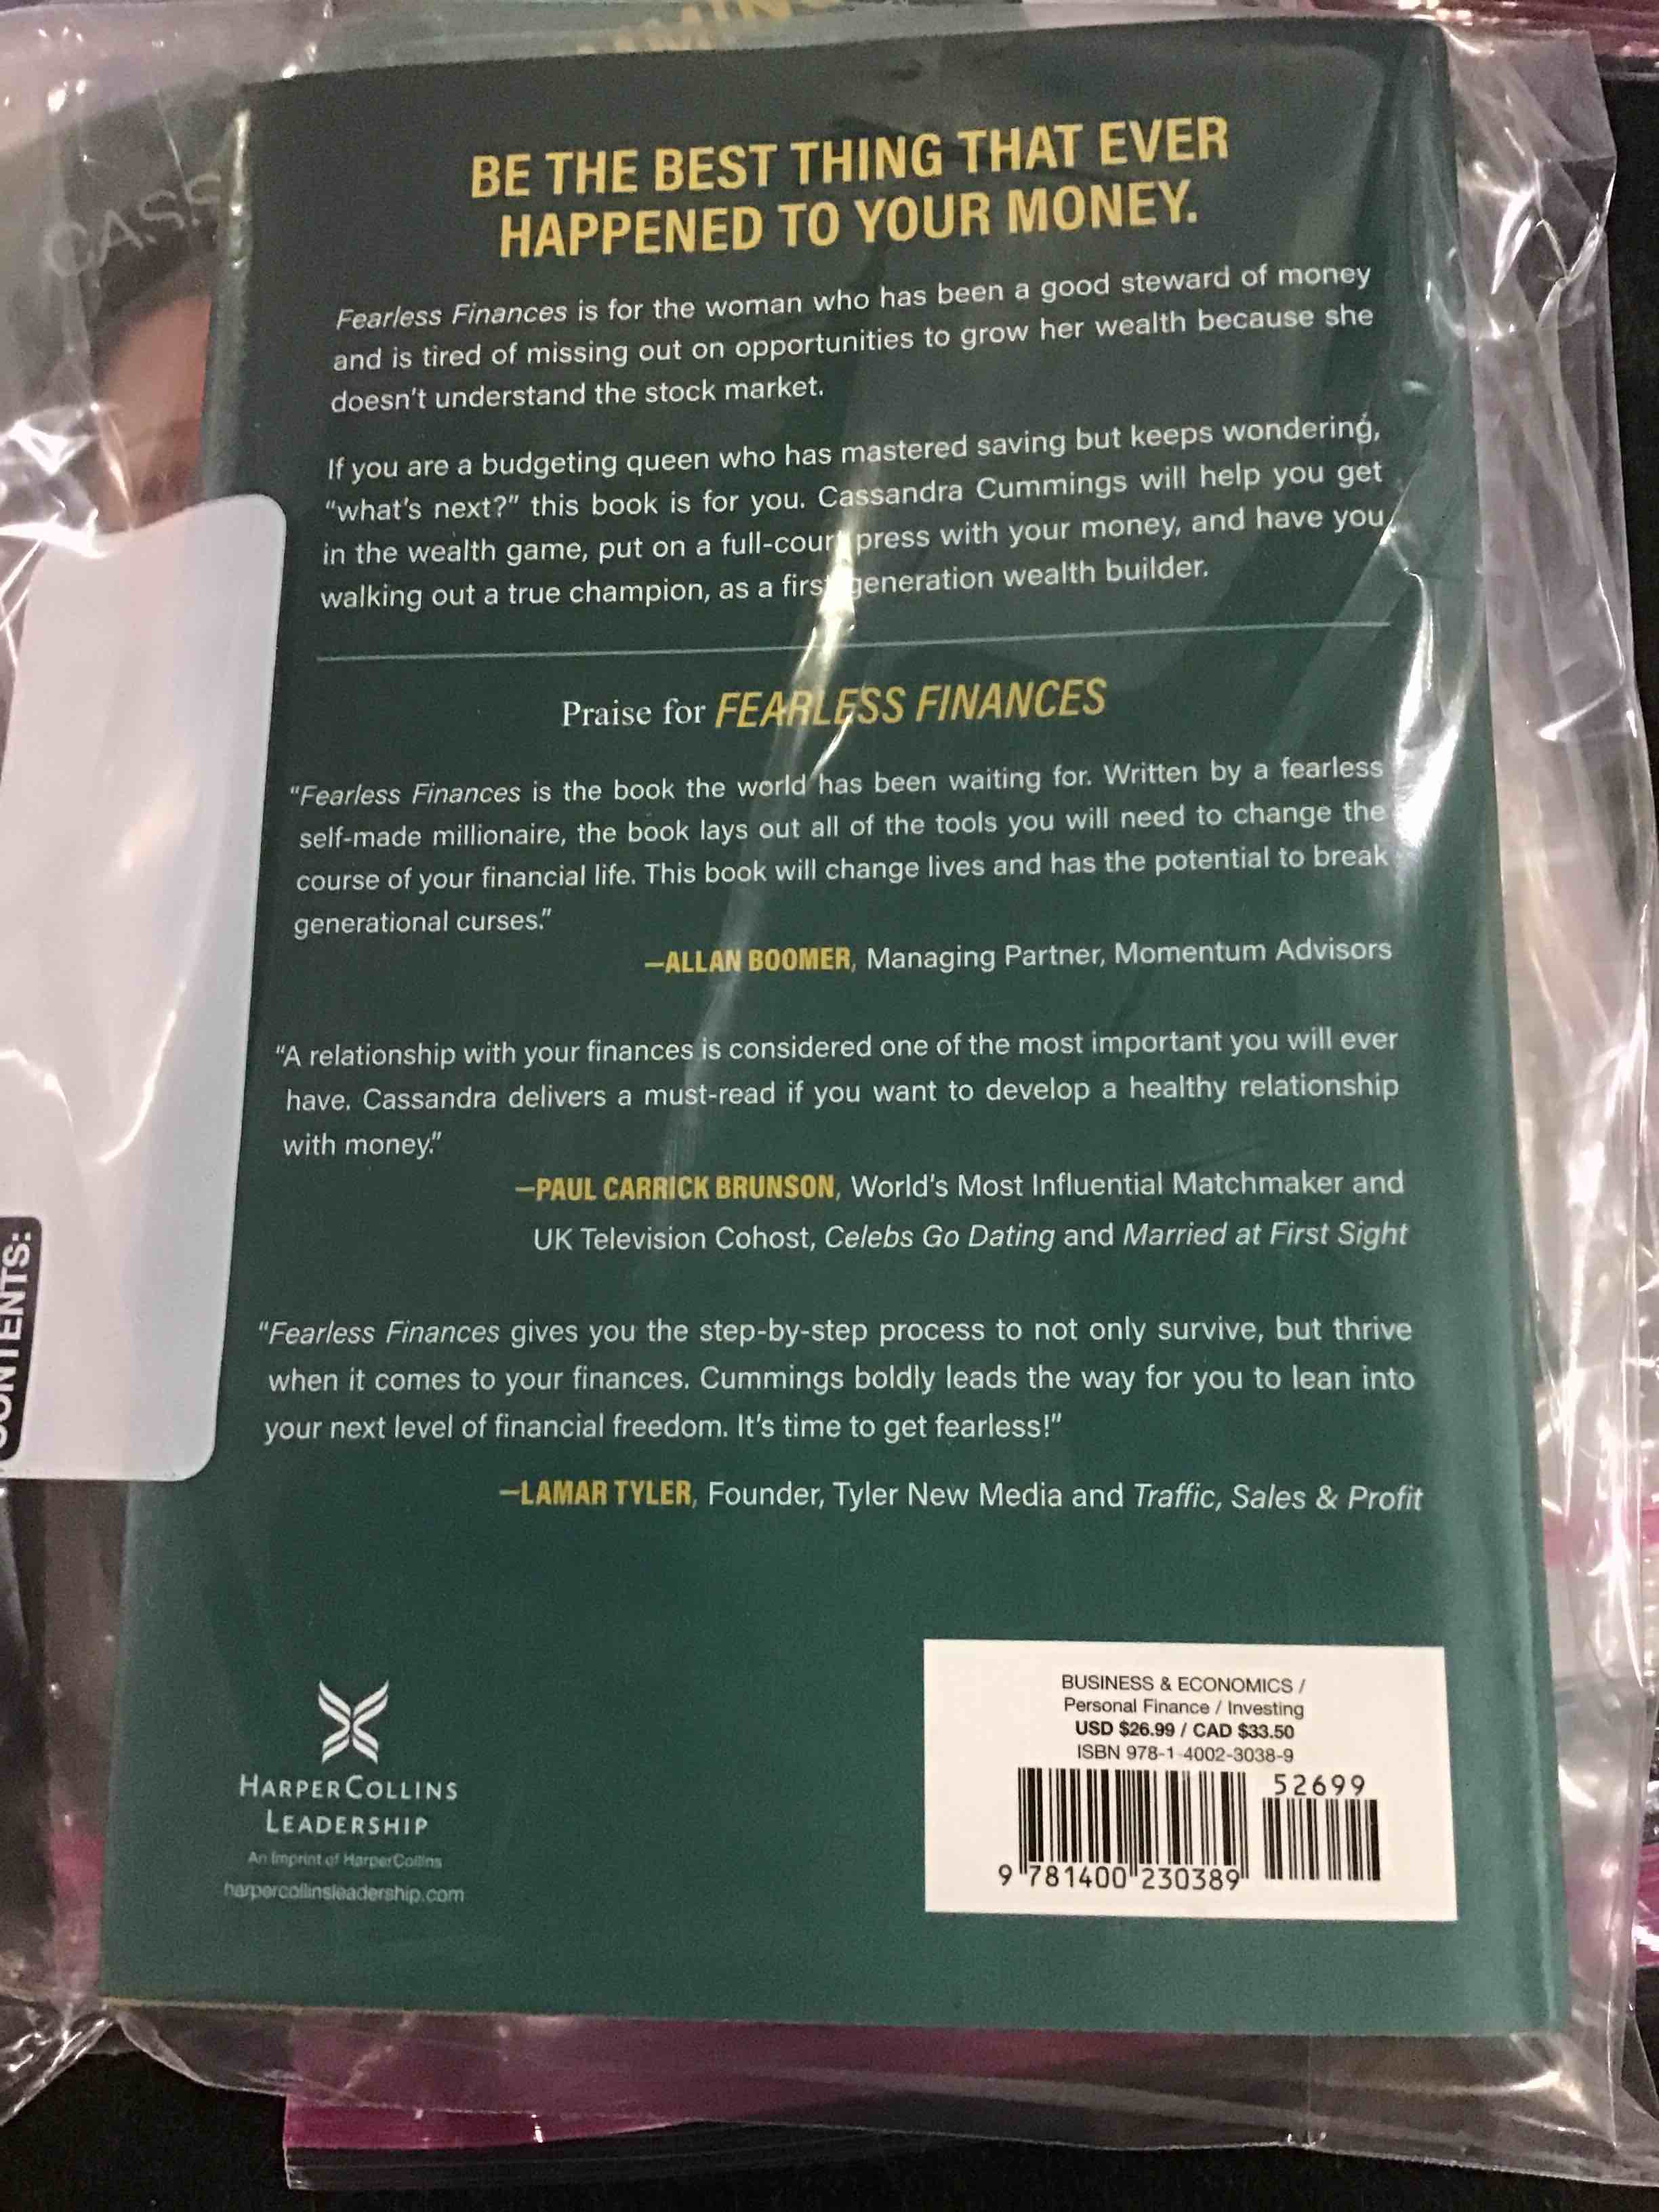 CASS
BE THE BEST THING THAT EVER
HAPPENED TO YOUR MONEY.
Fearless Finances is for the woman who has been a good steward of money
and is tired of missing out on opportunities to grow her wealth because she
doesn't understand the stock market.
If you are a budgeting queen who has mastered saving but keeps wondering,
"what's next?" this book is for you. Cassandra Cummings will help you get
in the wealth game, put on a full-court press with your money, and have you
walking out a true champion, as a first generation wealth builder.
Praise for FEARLESS FINANCES
"Fearless Finances is the book the world has been waiting for. Written by a fearless
self-made millionaire, the book lays out all of the tools you will need to change the
course of your financial life. This book will change lives and has the potential to break
generational curses."
—ALLAN BOOMER, Managing Partner, Momentum Advisors
"A relationship with your finances is considered one of the most important you will ever
have. Cassandra delivers a must-read if you want to develop a healthy relationship
with money."
—PAUL CARRICK BRUNSON, World's Most Influential Matchmaker and
UK Television Cohost, Celebs Go Dating and Married at First Sight
"Fearless Finances gives you the step-by-step process to not only survive, but thrive
when it comes to your finances. Cummings boldly leads the way for you to lean into
your next level of financial freedom. It's time to get fearless!"
—LAMAR TYLER, Founder, Tyler New Media and Traffic, Sales & Profit
ONTENTS:
HARPERCOLLINS
LEADERSHIP
An Imprint of HarperCollins
harpercollinsleadership.com
BUSINESS & ECONOMICS /
Personal Finance / Investing
USD $26.99 / CAD $33.50
ISBN 978-1-4002-3038-9
52699
9 781400 230389